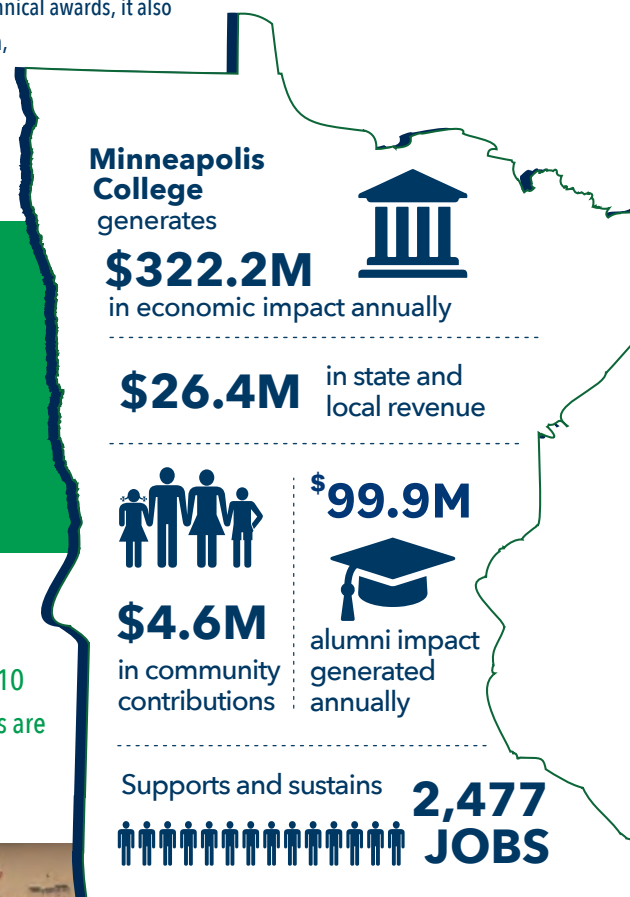 technical awards, it also
Minneapolis
College
generates
$322.2M
in economic impact annually
$26.4M
in state and
local revenue
$4.6M
in community
contributions
$99.9M
alumni impact
generated
annually
10
s are
Supports and sustains
2,477
JOBS